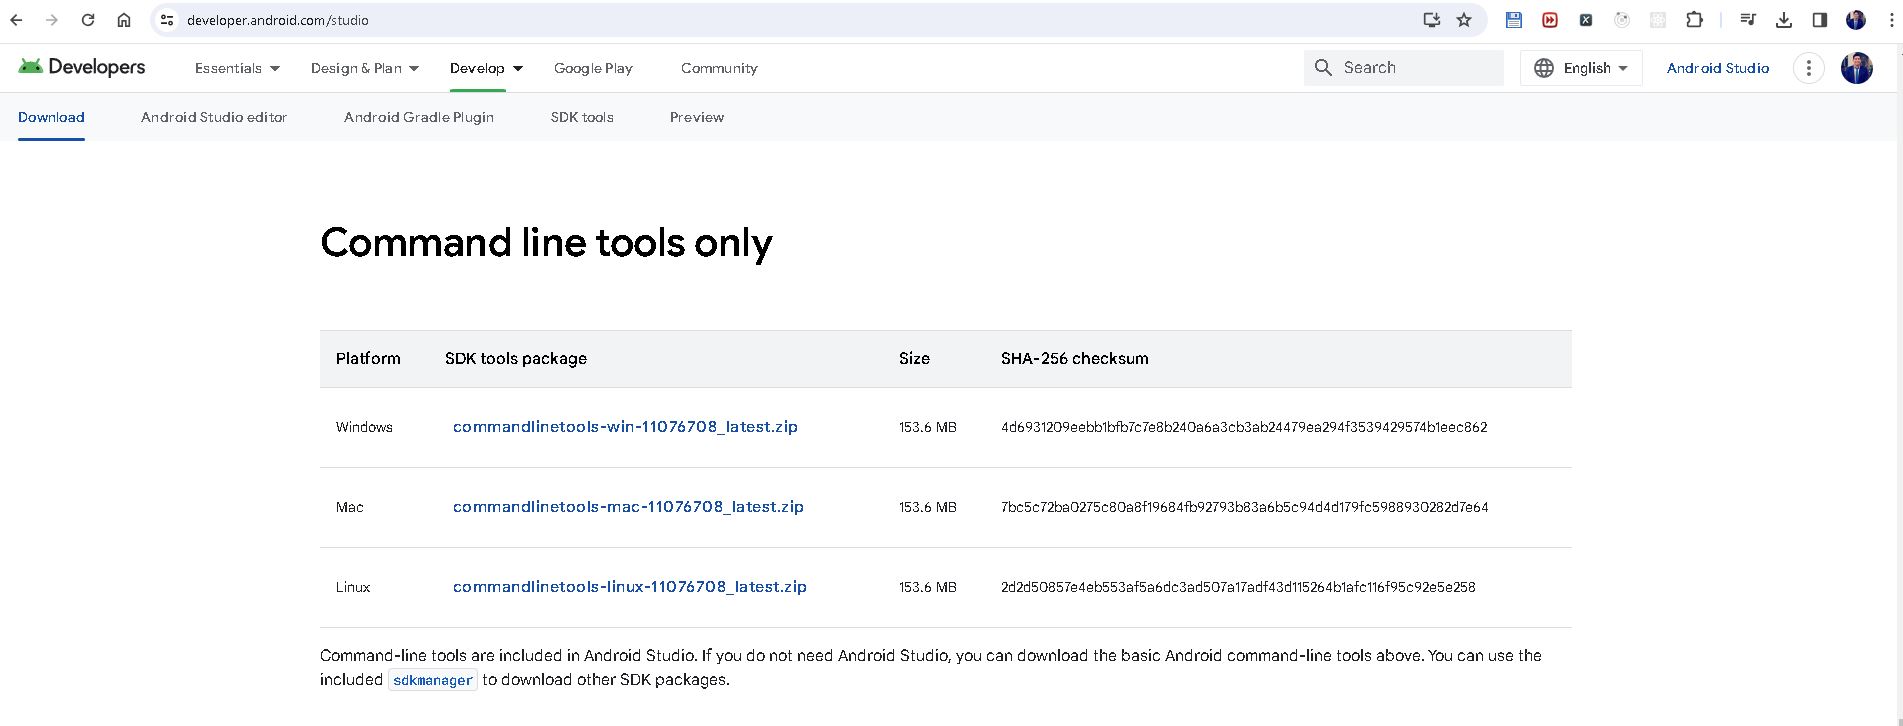 developer.android.com/studio
Developers Essentials Design & Plan Develop Google Play Community Search English Android Studio
Download Android Studio editor Android Gradle Plugin SDK tools Preview
Command line tools only
Platform SDK tools package Size SHA-256 checksum
Windows commandlinetools-win-11076708_latest.zip 153.6 MB 4d6931209eebb1bfb7c7e8b240a6a3cb3ab24479ea294f3539429574b1eec862
Mac commandlinetools-mac-11076708_latest.zip 153.6 MB 7bc5c72ba0275c80a8f19684fb92793b83a6b5c94d4d179fc5988930282d7e64
Linux commandlinetools-linux-11076708_latest.zip 153.6 MB 2d2d50857e4eb553af5a6dc3ad507a17adf43d115264b1afc116f95c92e5e258
Command-line tools are included in Android Studio. If you do not need Android Studio, you can download the basic Android command-line tools above. You can use the
included sdkmanager to download other SDK packages.